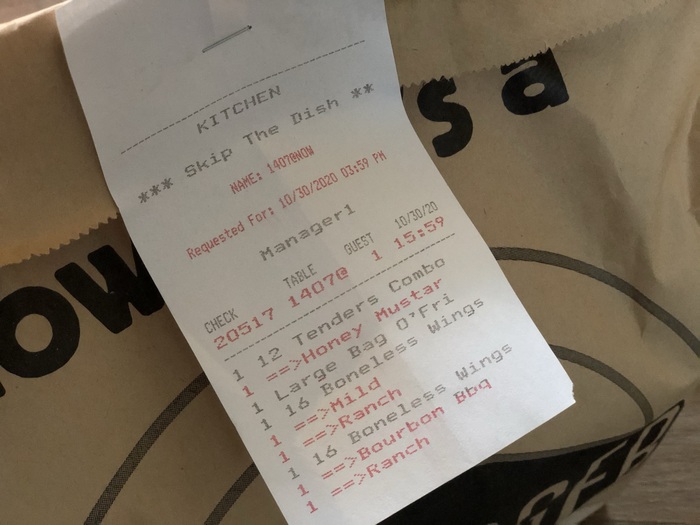 KITCHEN
*** Skip The Dish **
NAME: 1407@NOW
Requested For: 10/30/2020 03:59 PM
Manager1
CHECK TABLE GUEST 10/30/20
20517 1407@ 1 15:59
1 12 Tenders Combo
1 ==>Honey Mustar
1 Large Bag O'Fri
1 16 Boneless Wings
1 ==>Mild
1 ==>Ranch
1 16 Boneless Wings
1 ==>Bourbon Bbq
1 ==>Ranch
s a